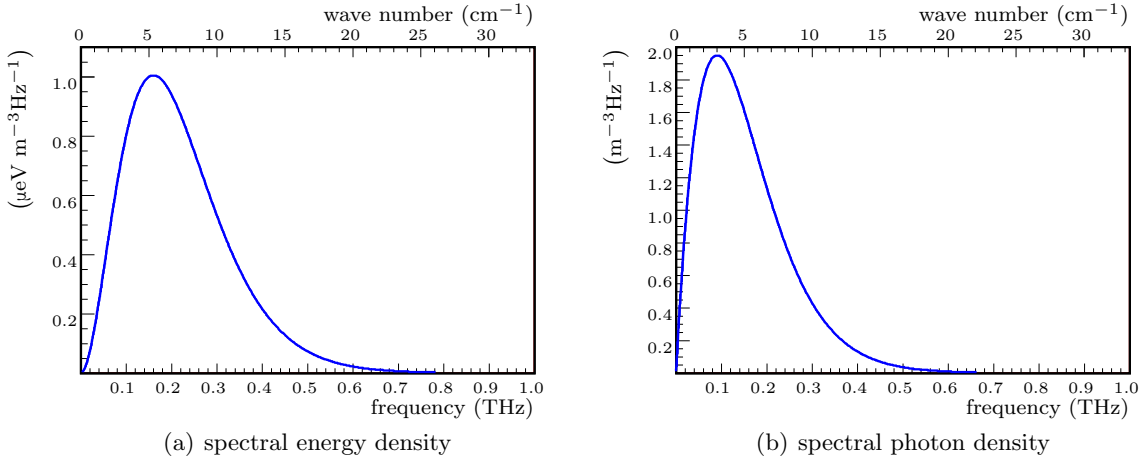 wave number (cm⁻¹)
0 5 10 15 20 25 30
(μeV m⁻³Hz⁻¹)
1.0
0.8
0.6
0.4
0.2
0.1 0.2 0.3 0.4 0.5 0.6 0.7 0.8 0.9 1.0
frequency (THz)
(a) spectral energy density
wave number (cm⁻¹)
0 5 10 15 20 25 30
(m⁻³Hz⁻¹)
2.0
1.8
1.6
1.4
1.2
1.0
0.8
0.6
0.4
0.2
0.1 0.2 0.3 0.4 0.5 0.6 0.7 0.8 0.9 1.0
frequency (THz)
(b) spectral photon density